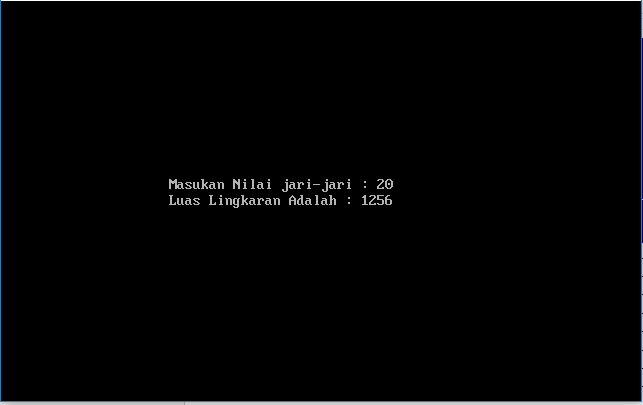 Masukan Nilai jari-jari : 20
Luas Lingkaran Adalah : 1256